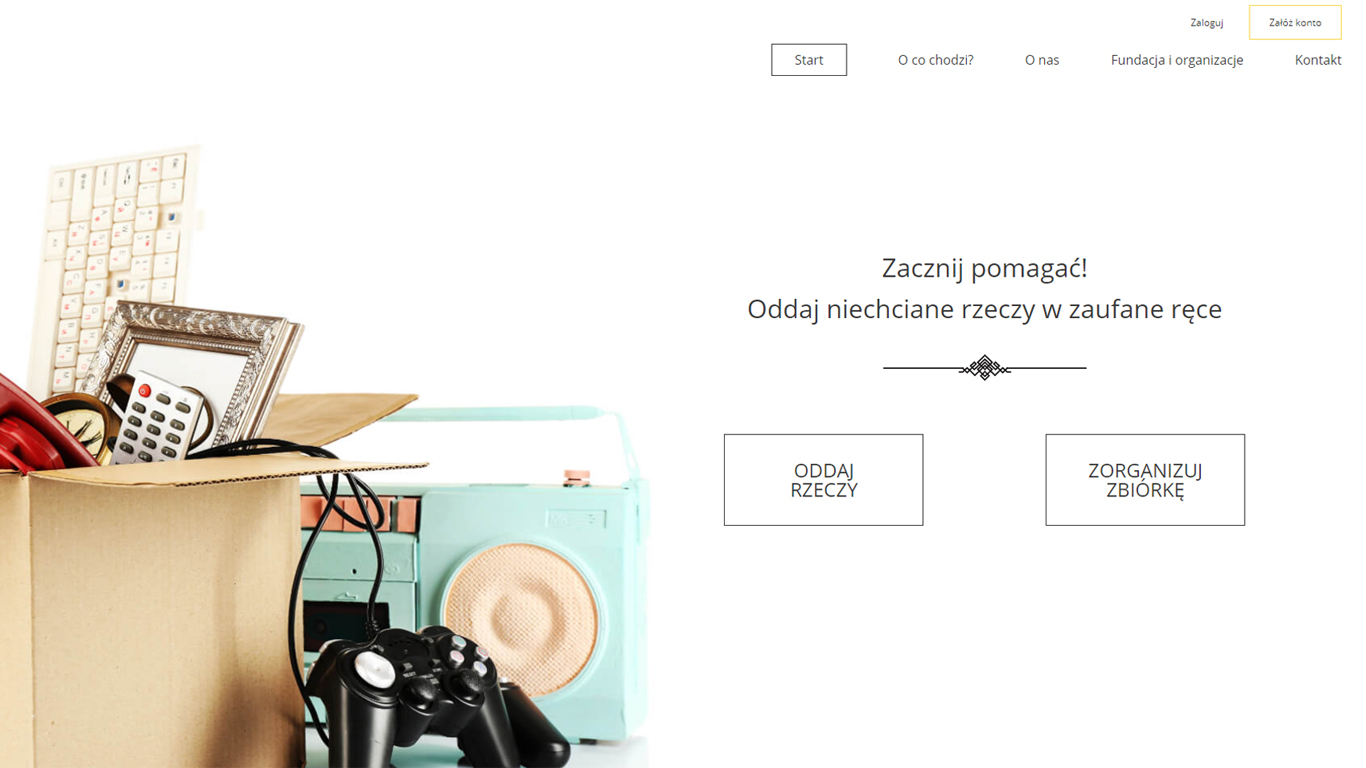 Zaloguj
Załóż konto
Start
O co chodzi?
O nas
Fundacja i organizacje
Kontakt
Zacznij pomagać!
Oddaj niechciane rzeczy w zaufane ręce
ODDAJ
RZECZY
ZORGANIZUJ
ZBIÓRKĘ